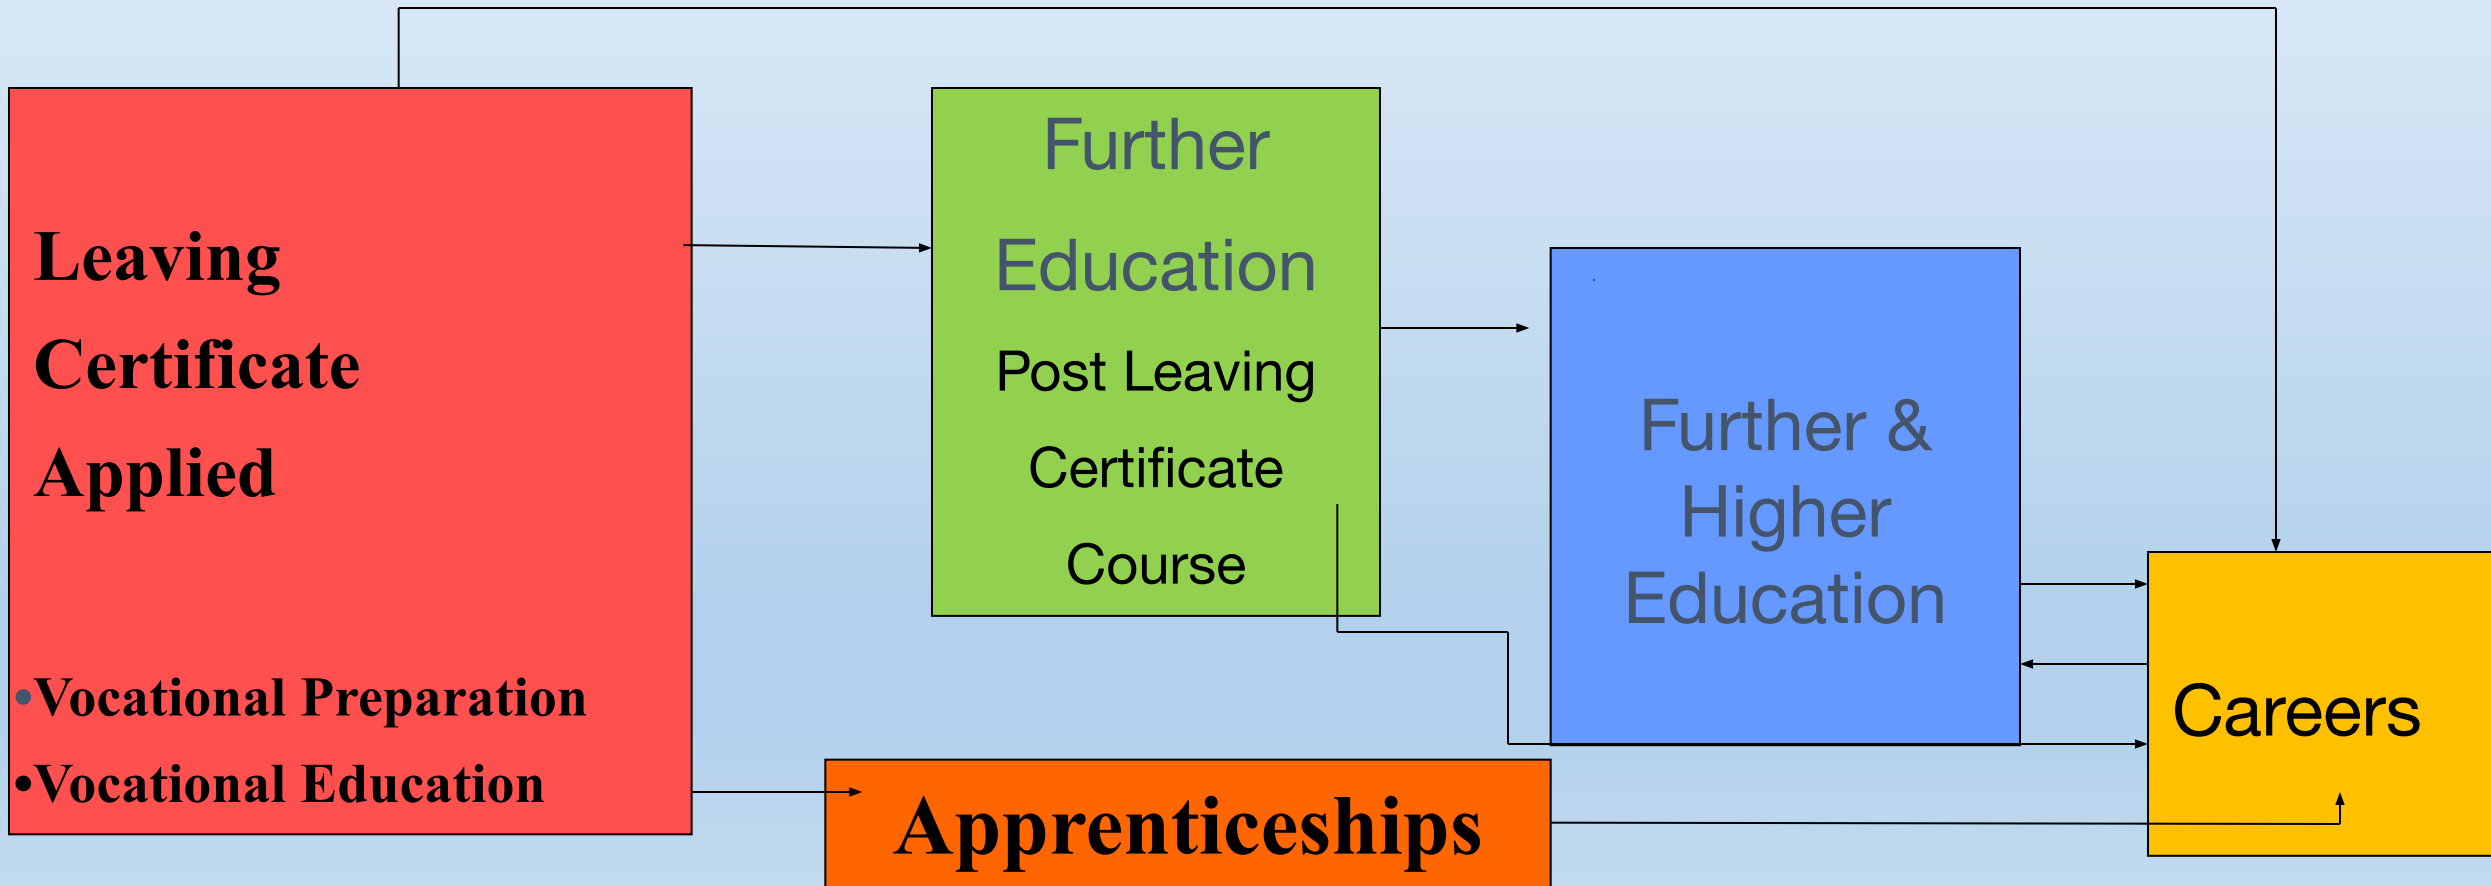 Leaving
Certificate
Applied
•Vocational Preparation
•Vocational Education
Further
Education
Post Leaving
Certificate
Course
.
Further &
Higher
Education
Careers
Apprenticeships